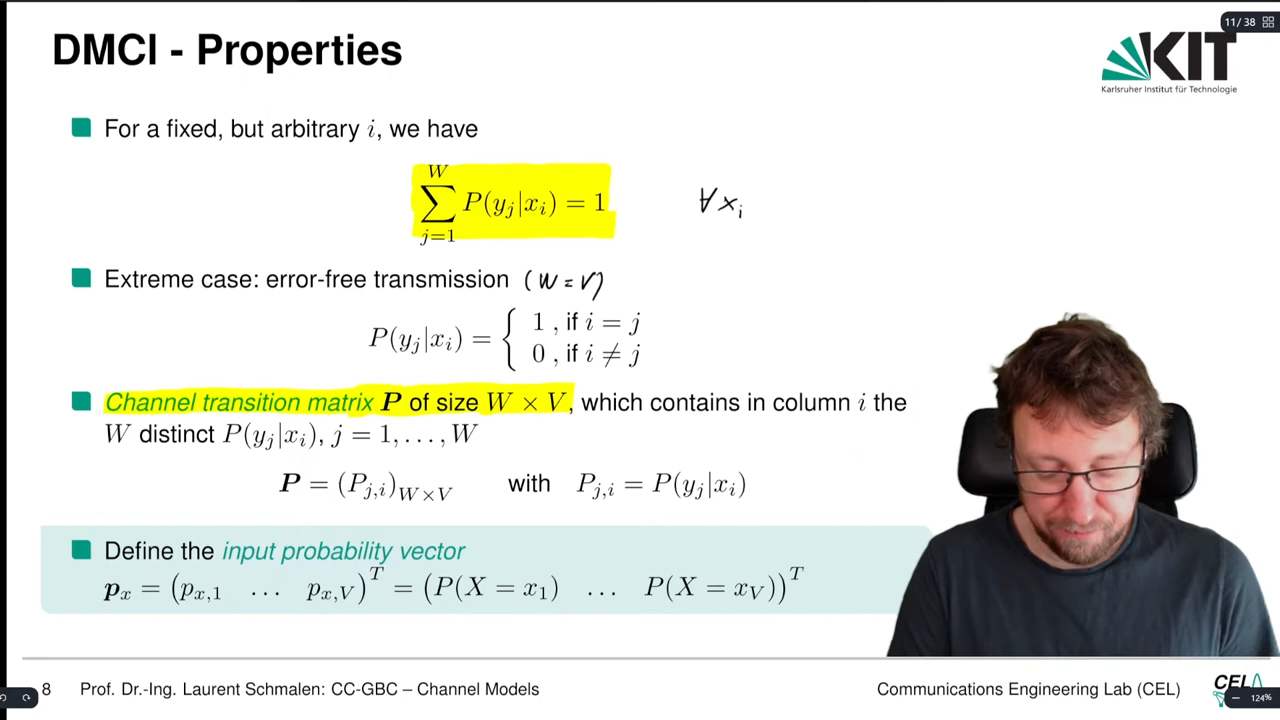 11/ 38
DMCI - Properties
KIT
Karlsruher Institut für Technologie
For a fixed, but arbitrary i, we have
∑_{j=1}^{W} P(y_j|x_i) = 1 ∀x_i
Extreme case: error-free transmission (W = V)
P(y_j|x_i) = { 1 , if i = j
0 , if i ≠ j
Channel transition matrix P of size W × V, which contains in column i the
W distinct P(y_j|x_i), j = 1, . . . , W
P = (P_{j,i})_{W×V} with P_{j,i} = P(y_j|x_i)
Define the input probability vector
p_x = (p_{x,1} ... p_{x,V})^T = (P(X = x_1) ... P(X = x_V))^T
8 Prof. Dr.-Ing. Laurent Schmalen: CC-GBC – Channel Models Communications Engineering Lab (CEL) CEL
124%